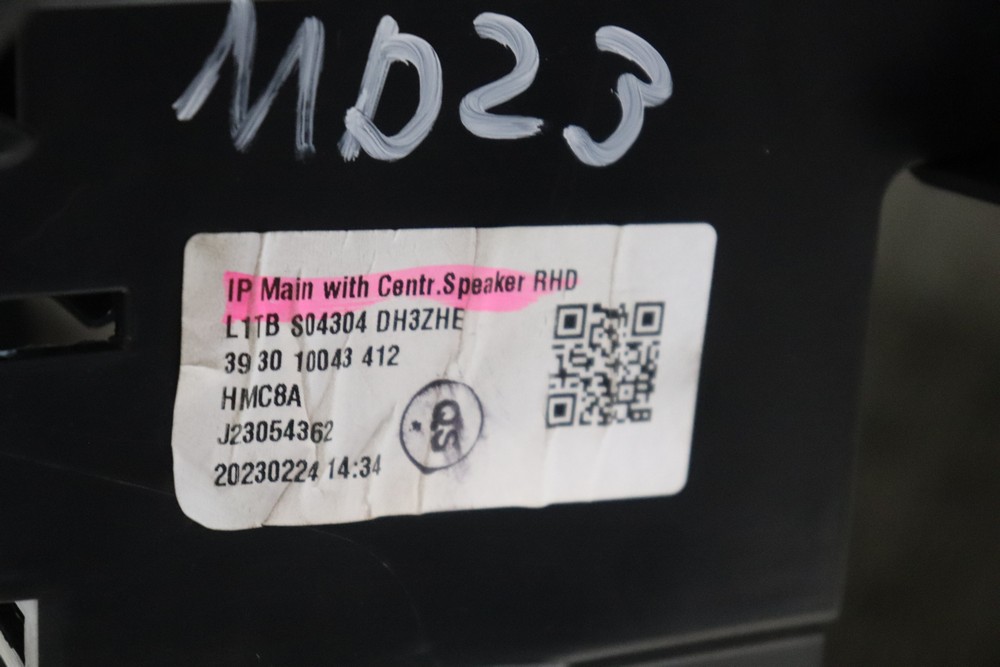 MD23
IP Main with Centr.Speaker RHD
L1TB S04304 DH3ZHE
39 30 10043 412
HMC8A
J23054362
20230224 14:34